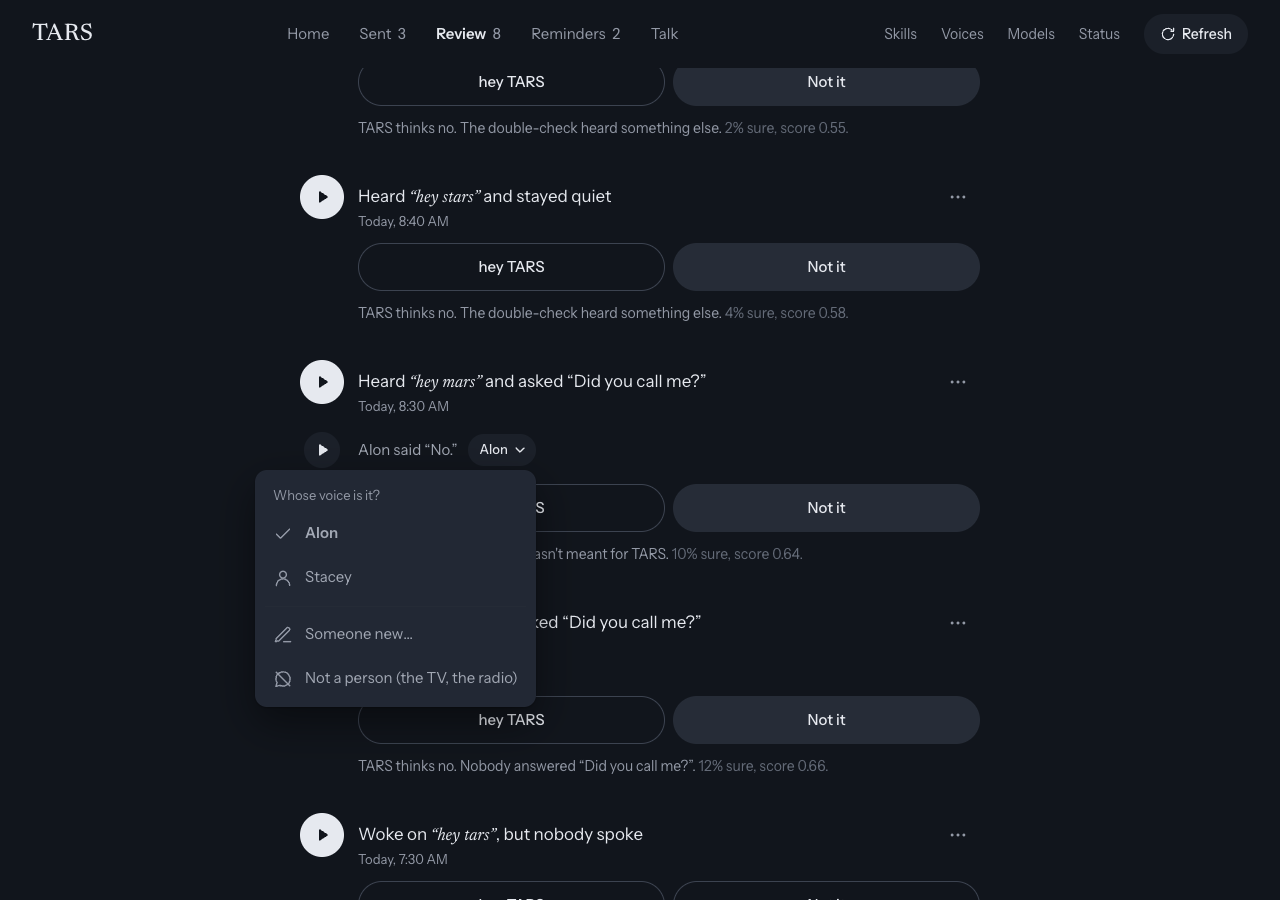 TARS
Home Sent 3 Review 8 Reminders 2 Talk Skills Voices Models Status Refresh
hey TARS Not it
TARS thinks no. The double-check heard something else. 2% sure, score 0.55.
Heard “hey stars” and stayed quiet
Today, 8:40 AM
hey TARS Not it
TARS thinks no. The double-check heard something else. 4% sure, score 0.58.
Heard “hey mars” and asked “Did you call me?”
Today, 8:30 AM
Alon said “No.” Alon
Whose voice is it?
Alon
Stacey
Someone new…
Not a person (the TV, the radio)
Not it
meant for TARS. 10% sure, score 0.64.
“Did you call me?”
hey TARS Not it
TARS thinks no. Nobody answered “Did you call me?”. 12% sure, score 0.66.
Woke on “hey tars”, but nobody spoke
Today, 7:30 AM